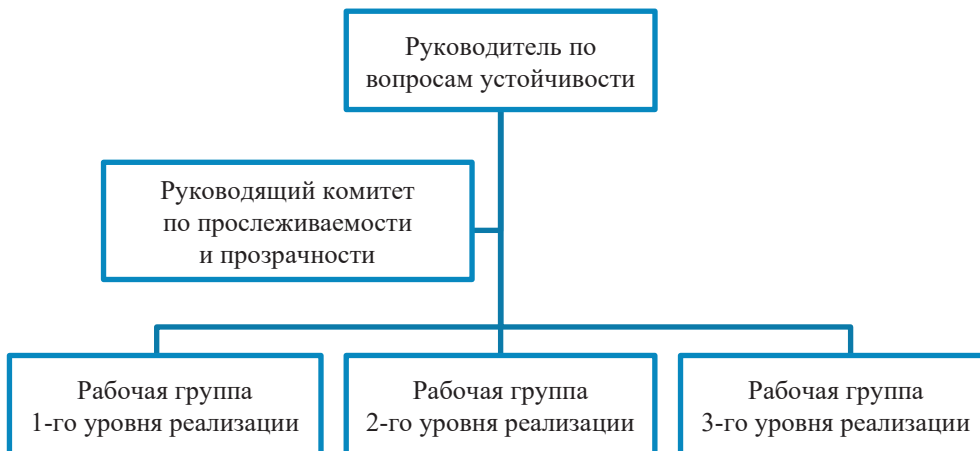 Руководитель по
вопросам устойчивости
Руководящий комитет
по прослеживаемости
и прозрачности
Рабочая группа
1-го уровня реализации
Рабочая группа
2-го уровня реализации
Рабочая группа
3-го уровня реализации